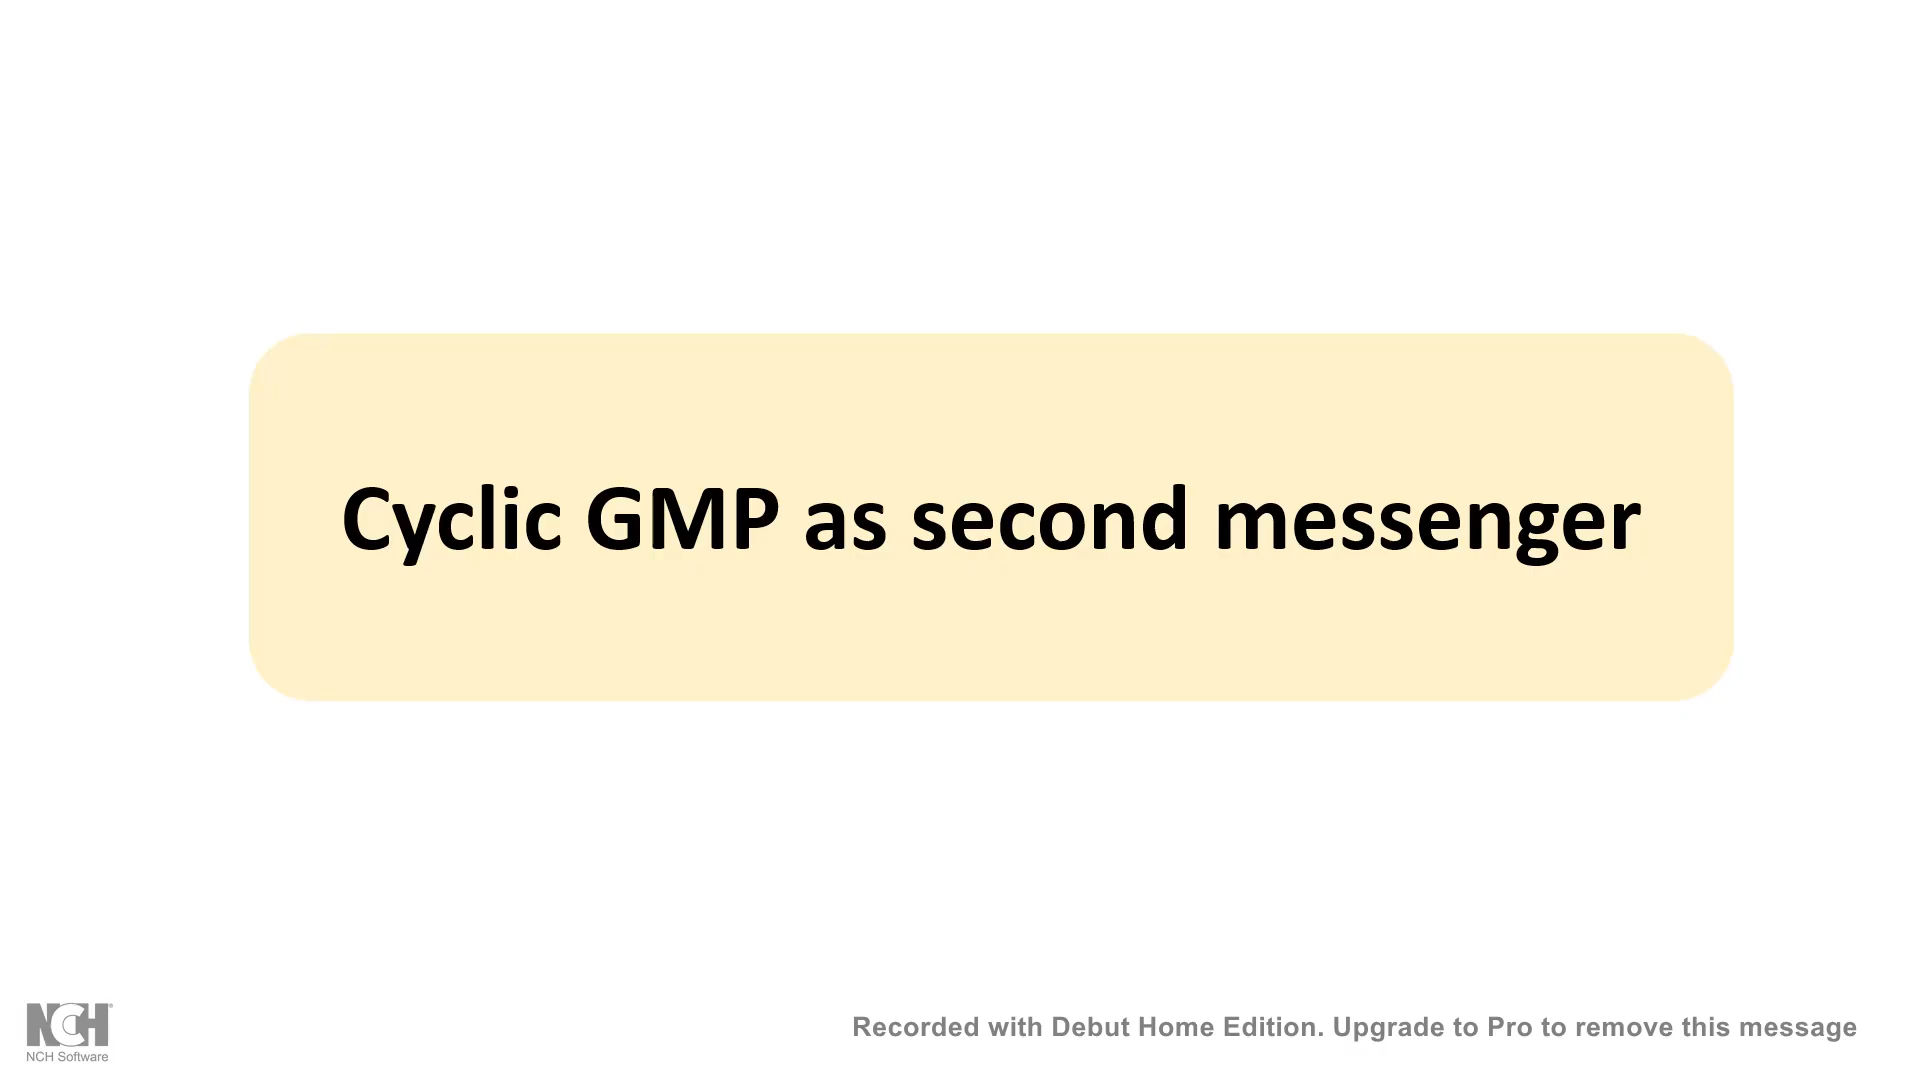 Cyclic GMP as second messenger
NCH®
NCH Software
Recorded with Debut Home Edition. Upgrade to Pro to remove this message